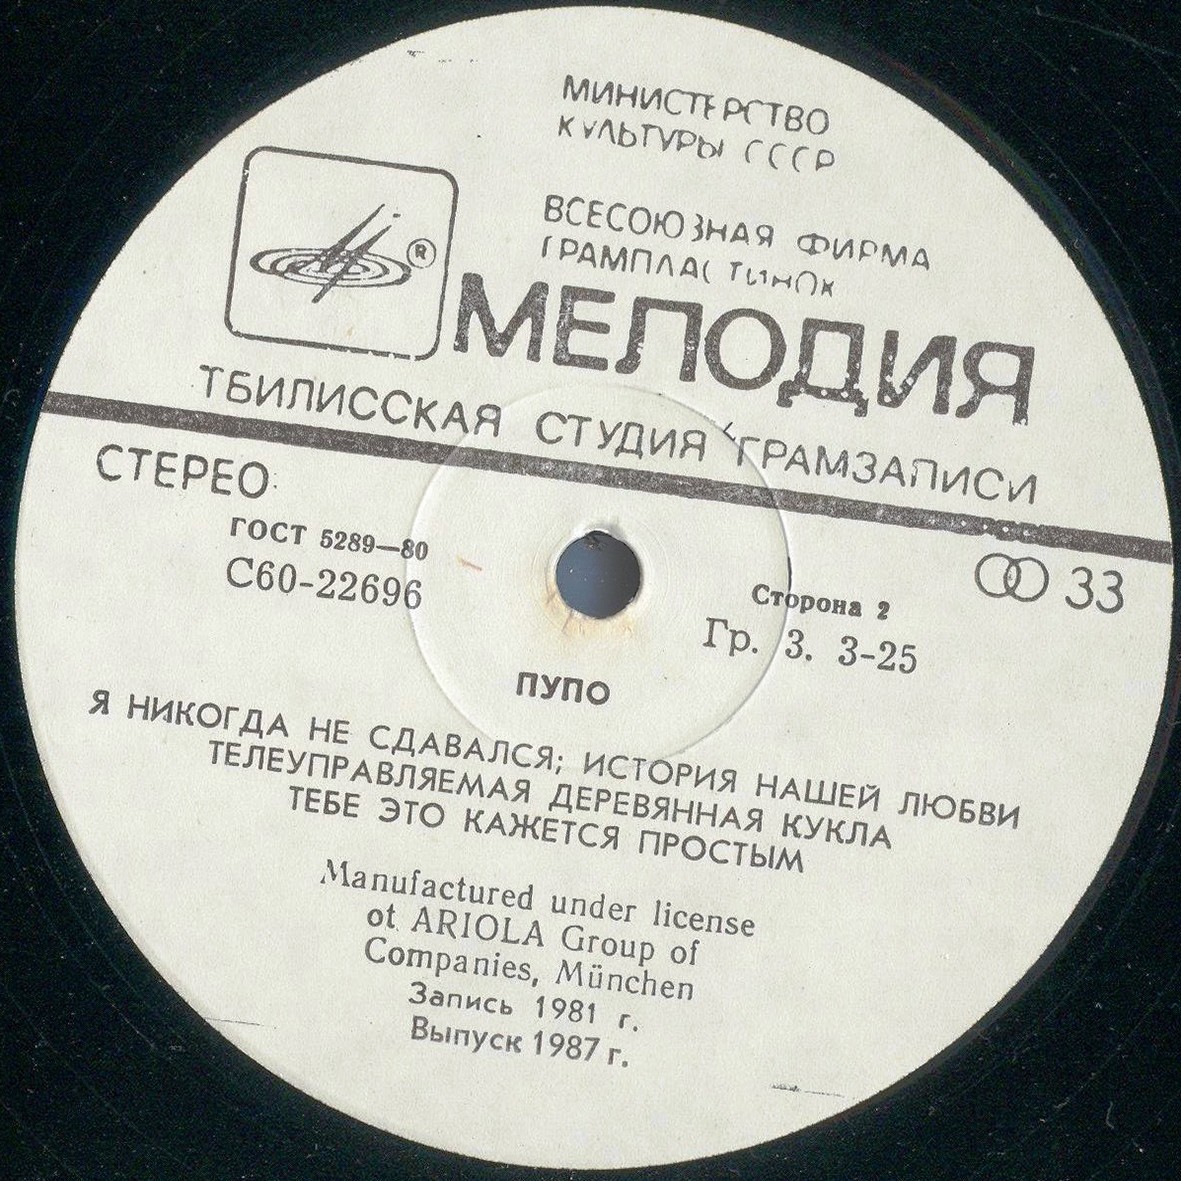 МИНИСТЕРСТВО
КУЛЬТУРЫ СССР
ВСЕСОЮЗНАЯ ФИРМА
ГРАМПЛАСТИНОК
®
МЕЛОДИЯ
ТБИЛИССКАЯ СТУДИЯ ГРАМЗАПИСИ
СТЕРЕО
ГОСТ 5289—80
С60-22696
33
Сторона 2
Гр. 3. 3-25
ПУПО
Я НИКОГДА НЕ СДАВАЛСЯ; ИСТОРИЯ НАШЕЙ ЛЮБВИ
ТЕЛЕУПРАВЛЯЕМАЯ ДЕРЕВЯННАЯ КУКЛА
ТЕБЕ ЭТО КАЖЕТСЯ ПРОСТЫМ
Manufactured under license
ot ARIOLA Group of
Companies, München
Запись 1981 г.
Выпуск 1987 г.